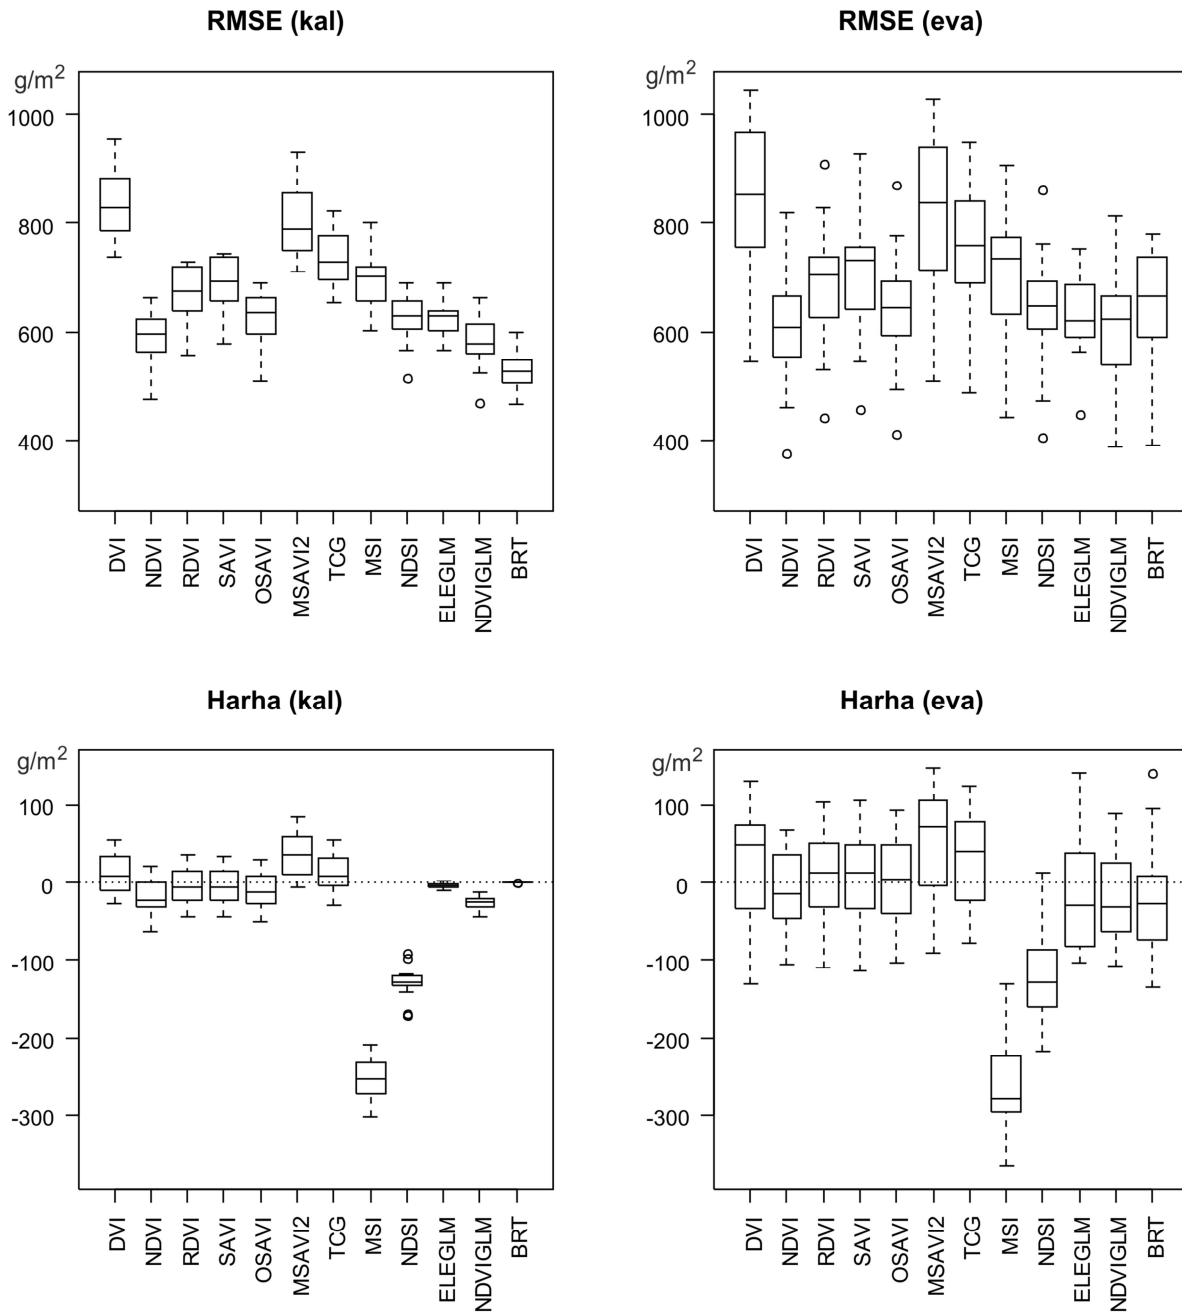 RMSE (kal)
g/m²
1000
800
600
400
DVI
NDVI
RDVI
SAVI
OSAVI
MSAVI2
TCG
MSI
NDSI
ELEGLM
NDVIGLM
BRT
RMSE (eva)
g/m²
1000
800
600
400
DVI
NDVI
RDVI
SAVI
OSAVI
MSAVI2
TCG
MSI
NDSI
ELEGLM
NDVIGLM
BRT
Harha (kal)
g/m²
100
0
-100
-200
-300
DVI
NDVI
RDVI
SAVI
OSAVI
MSAVI2
TCG
MSI
NDSI
ELEGLM
NDVIGLM
BRT
Harha (eva)
g/m²
100
0
-100
-200
-300
DVI
NDVI
RDVI
SAVI
OSAVI
MSAVI2
TCG
MSI
NDSI
ELEGLM
NDVIGLM
BRT